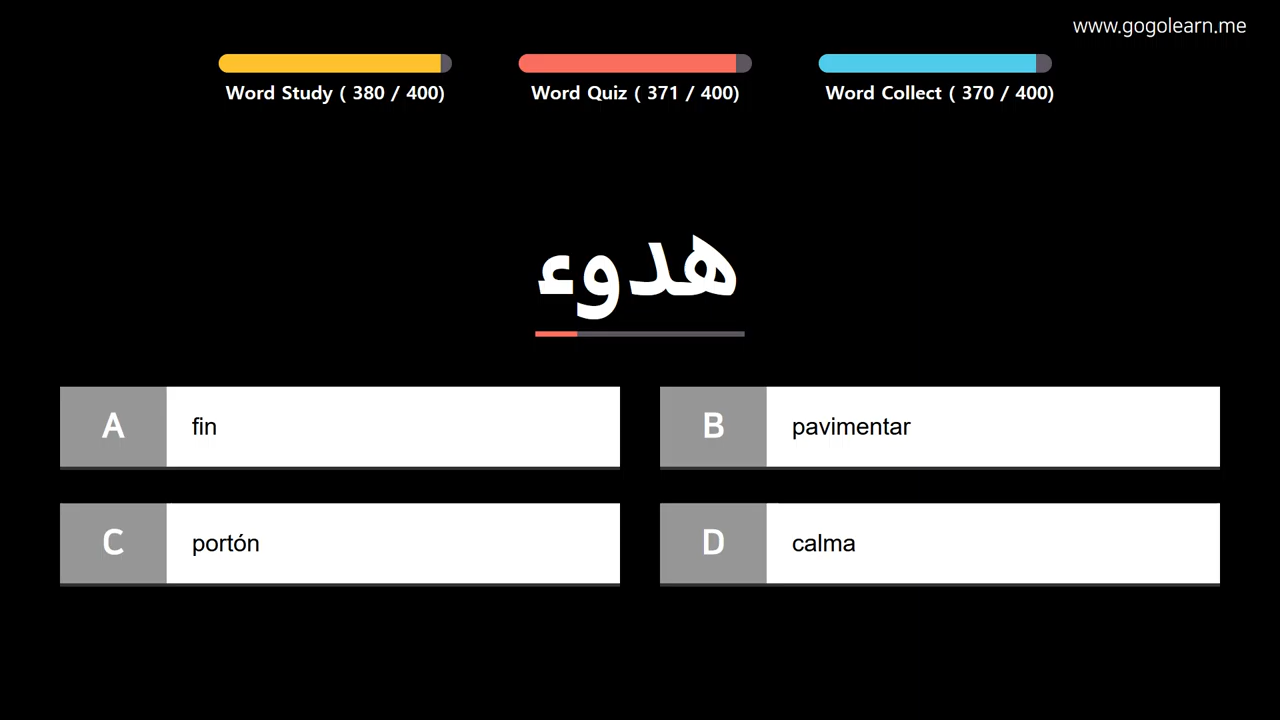 www.gogolearn.me
Word Study ( 380 / 400)
Word Quiz ( 371 / 400)
Word Collect ( 370 / 400)
هدوء
A fin
B pavimentar
C portón
D calma